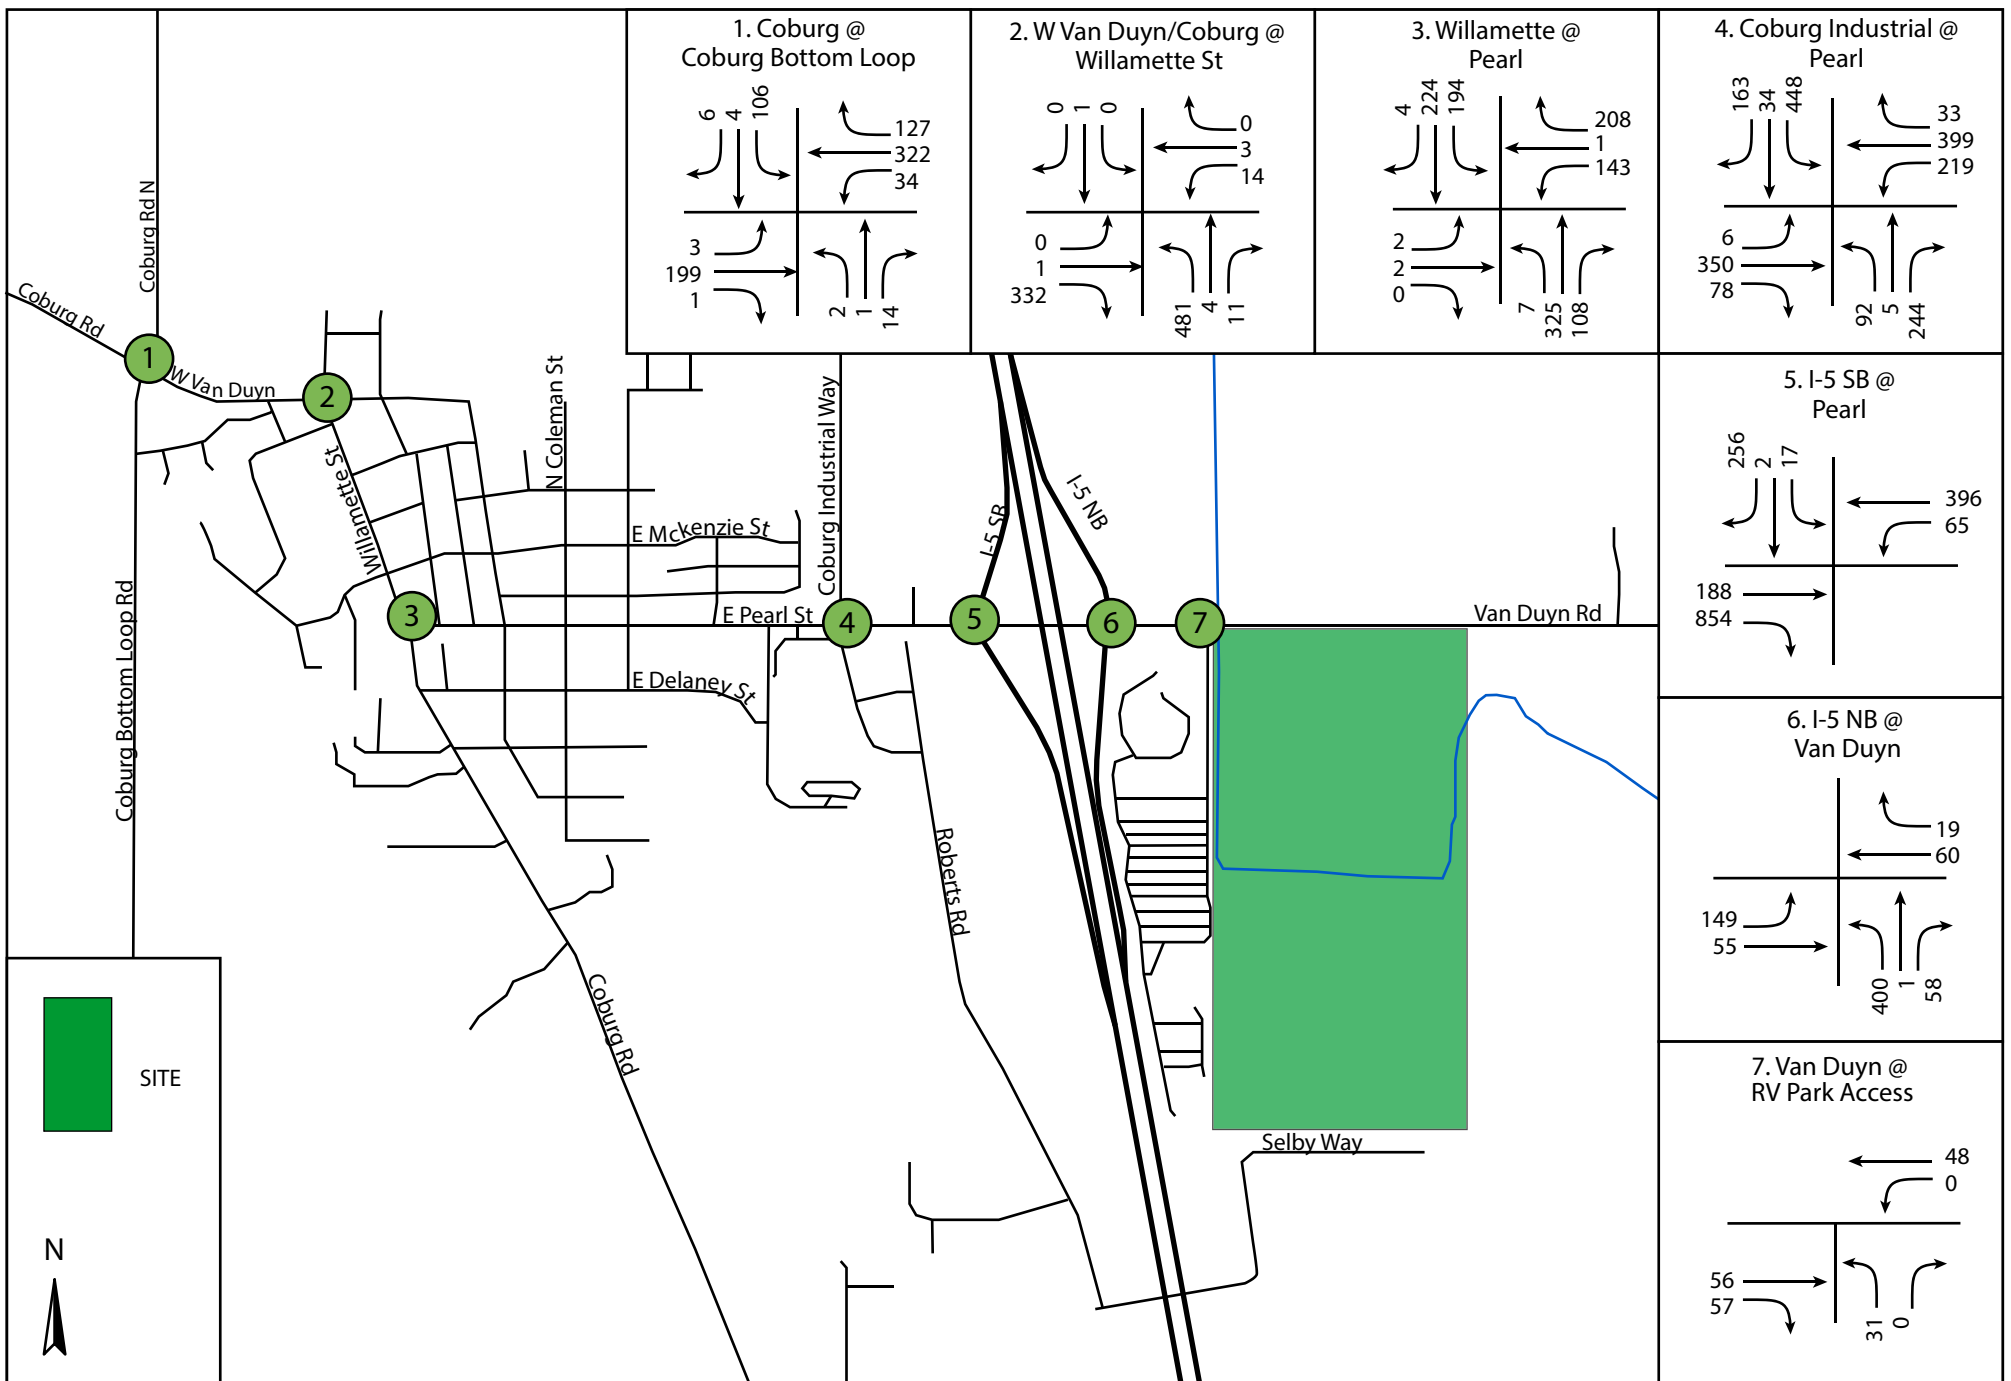 1. Coburg @
Coburg Bottom Loop
6
4
106
127
322
34
3
199
1
2
1
14
2. W Van Duyn/Coburg @
Willamette St
0
1
0
0
3
14
0
1
332
481
4
11
3. Willamette @
Pearl
4
224
194
208
1
143
2
2
0
7
325
108
4. Coburg Industrial @
Pearl
163
34
448
33
399
219
6
350
78
92
5
244
5. I-5 SB @
Pearl
256
2
17
396
65
188
854
6. I-5 NB @
Van Duyn
19
60
149
55
400
1
58
7. Van Duyn @
RV Park Access
48
0
56
57
31
0
Coburg Rd N
Coburg Rd
1
W Van Duyn
2
Willamette St
N Coleman St
Coburg Industrial Way
I-5 SB
I-5 NB
E Mckenzie St
Coburg Bottom Loop Rd
3
E Pearl St
4
5
6
7
Van Duyn Rd
E Delaney St
Roberts Rd
Coburg Rd
Selby Way
SITE
N